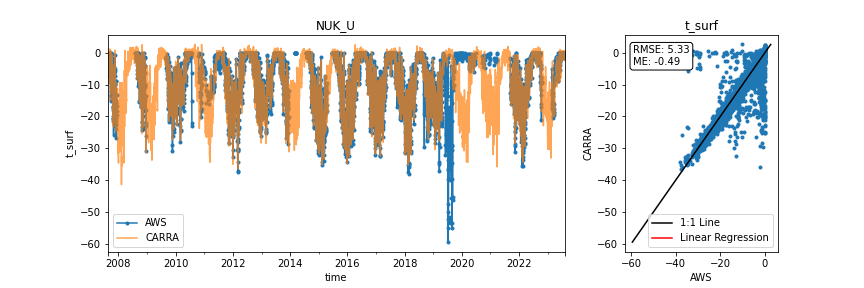 NUK_U
t_surf
0
−10
−20
−30
−40
−50
−60
2008
2010
2012
2014
2016
2018
2020
2022
time
AWS
CARRA
t_surf
CARRA
0
−10
−20
−30
−40
−50
−60
−60
−40
−20
0
AWS
RMSE: 5.33
ME: -0.49
1:1 Line
Linear Regression